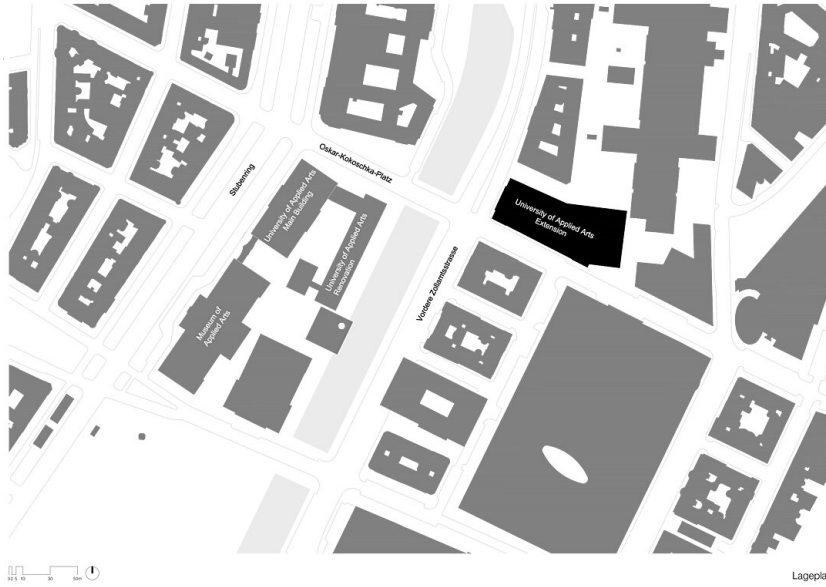 Oskar-Kokoschka-Platz
Stubenring
University of Applied Arts
Main Building
University of Applied Arts
Renovation
University of Applied Arts
Extension
Vordere Zollamtsstrasse
Museum of
Applied Arts
Lagepla